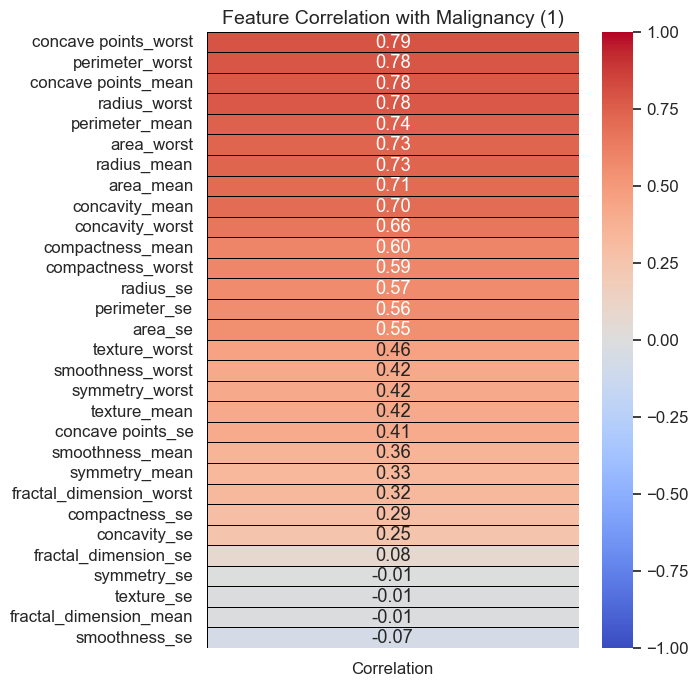 Feature Correlation with Malignancy (1)
concave points_worst 0.79
perimeter_worst 0.78
concave points_mean 0.78
radius_worst 0.78
perimeter_mean 0.74
area_worst 0.73
radius_mean 0.73
area_mean 0.71
concavity_mean 0.70
concavity_worst 0.66
compactness_mean 0.60
compactness_worst 0.59
radius_se 0.57
perimeter_se 0.56
area_se 0.55
texture_worst 0.46
smoothness_worst 0.42
symmetry_worst 0.42
texture_mean 0.42
concave points_se 0.41
smoothness_mean 0.36
symmetry_mean 0.33
fractal_dimension_worst 0.32
compactness_se 0.29
concavity_se 0.25
fractal_dimension_se 0.08
symmetry_se -0.01
texture_se -0.01
fractal_dimension_mean -0.01
smoothness_se -0.07
Correlation
1.00
0.75
0.50
0.25
0.00
−0.25
−0.50
−0.75
−1.00